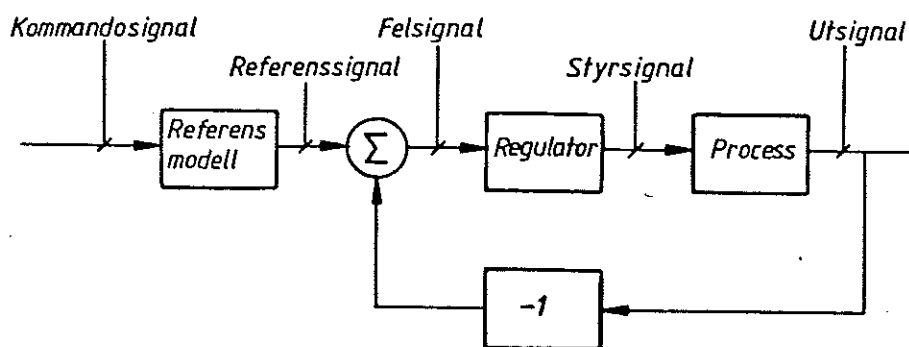 Kommandosignal
Felsignal
Utsignal
Referenssignal
Styrsignal
Referens
modell
Σ
Regulator
Process
-1